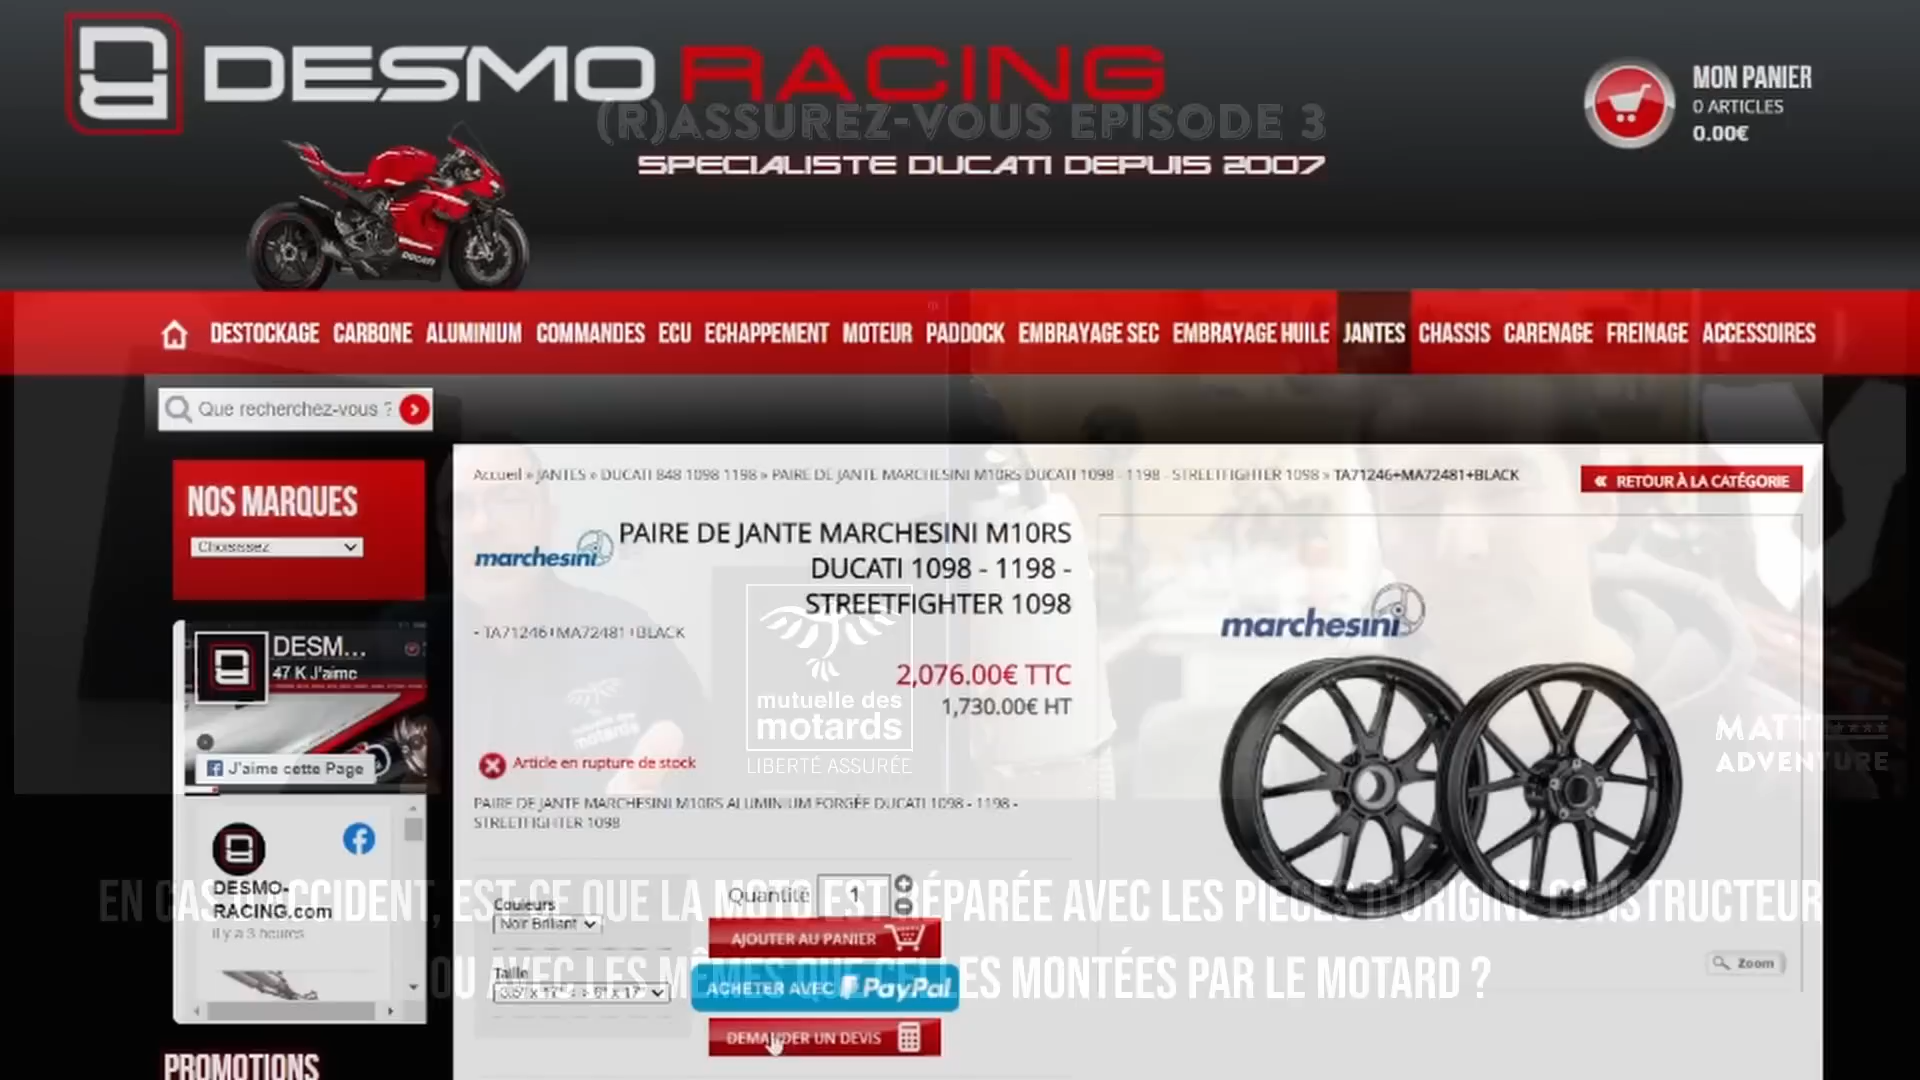 DESMO RACING
(R)ASSUREZ-VOUS EPISODE 3
SPECIALISTE DUCATI DEPUIS 2007
MON PANIER
0 ARTICLES
0.00€
DESTOCKAGE CARBONE ALUMINIUM COMMANDES ECU ECHAPPEMENT MOTEUR PADDOCK EMBRAYAGE SEC EMBRAYAGE HUILE JANTES CHASSIS CARENAGE FREINAGE ACCESSOIRES
Que recherchez-vous ?
NOS MARQUES
Choisissez
Accueil » JANTES » DUCATI 848 1098 1198 » PAIRE DE JANTE MARCHESINI M10RS DUCATI 1098 - 1198 - STREETFIGHTER 1098 » TA71246+MA72481+BLACK
« RETOUR À LA CATÉGORIE
marchesini
PAIRE DE JANTE MARCHESINI M10RS
DUCATI 1098 - 1198 -
STREETFIGHTER 1098
- TA71246+MA72481+BLACK
2,076.00€ TTC
1,730.00€ HT
Article en rupture de stock
PAIRE DE JANTE MARCHESINI M10RS ALUMINIUM FORGÉE DUCATI 1098 - 1198 -
STREETFIGHTER 1098
marchesini
mutuelle des
motards
LIBERTÉ ASSURÉE
mutuelle des
motards
MATT
ADVENTURE
DESM...
47 K J'aime
J'aime cette Page
DESMO-
RACING.com
il y a 3 heures
Quantité 1
Couleurs
Noir Brillant
AJOUTER AU PANIER
Taille
3.5" x 17" <-> 6" x 17"
ACHETER AVEC PayPal
DEMANDER UN DEVIS
Zoom
EN CAS D'ACCIDENT, EST-CE QUE LA MOTO EST RÉPARÉE AVEC LES PIÈCES D'ORIGINE CONSTRUCTEUR
OU AVEC LES MÊMES QUE CELLES MONTÉES PAR LE MOTARD ?
PROMOTIONS